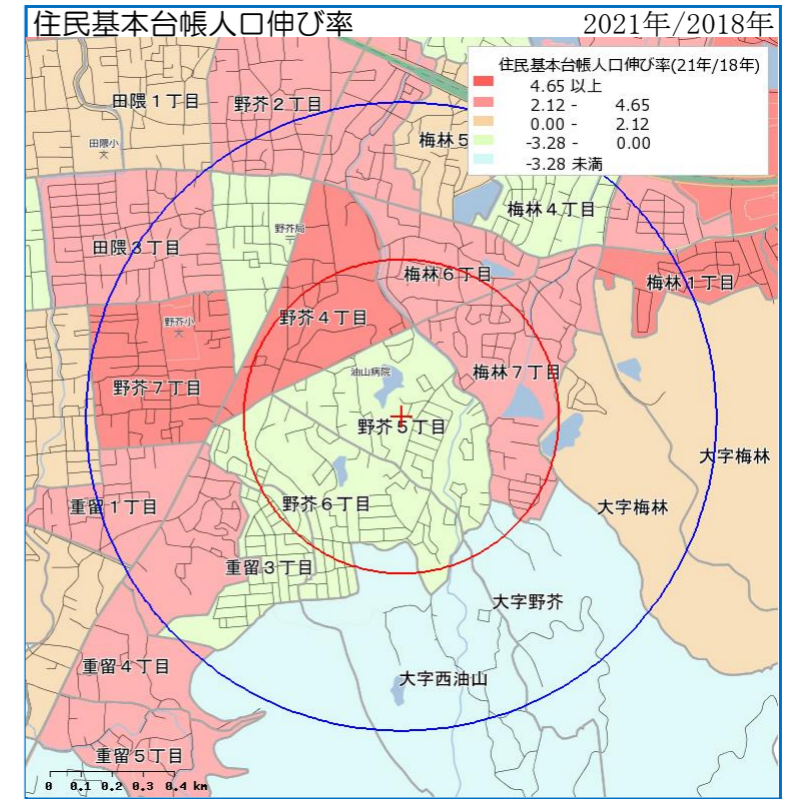 住民基本台帳人口伸び率 2021年/2018年
住民基本台帳人口伸び率(21年/18年)
4.65 以上
2.12 - 4.65
0.00 - 2.12
-3.28 - 0.00
-3.28 未満
田隈1丁目
野芥2丁目
梅林5
田隈小
文
梅林4丁目
野芥局
田隈3丁目
梅林6丁目
梅林1丁目
野芥4丁目
野芥小
文
油山病院
野芥7丁目
梅林7丁目
野芥5丁目
大字梅林
重留1丁目
野芥6丁目
大字梅林
重留3丁目
大字野芥
重留4丁目
大字西油山
重留5丁目
0 0.1 0.2 0.3 0.4 km